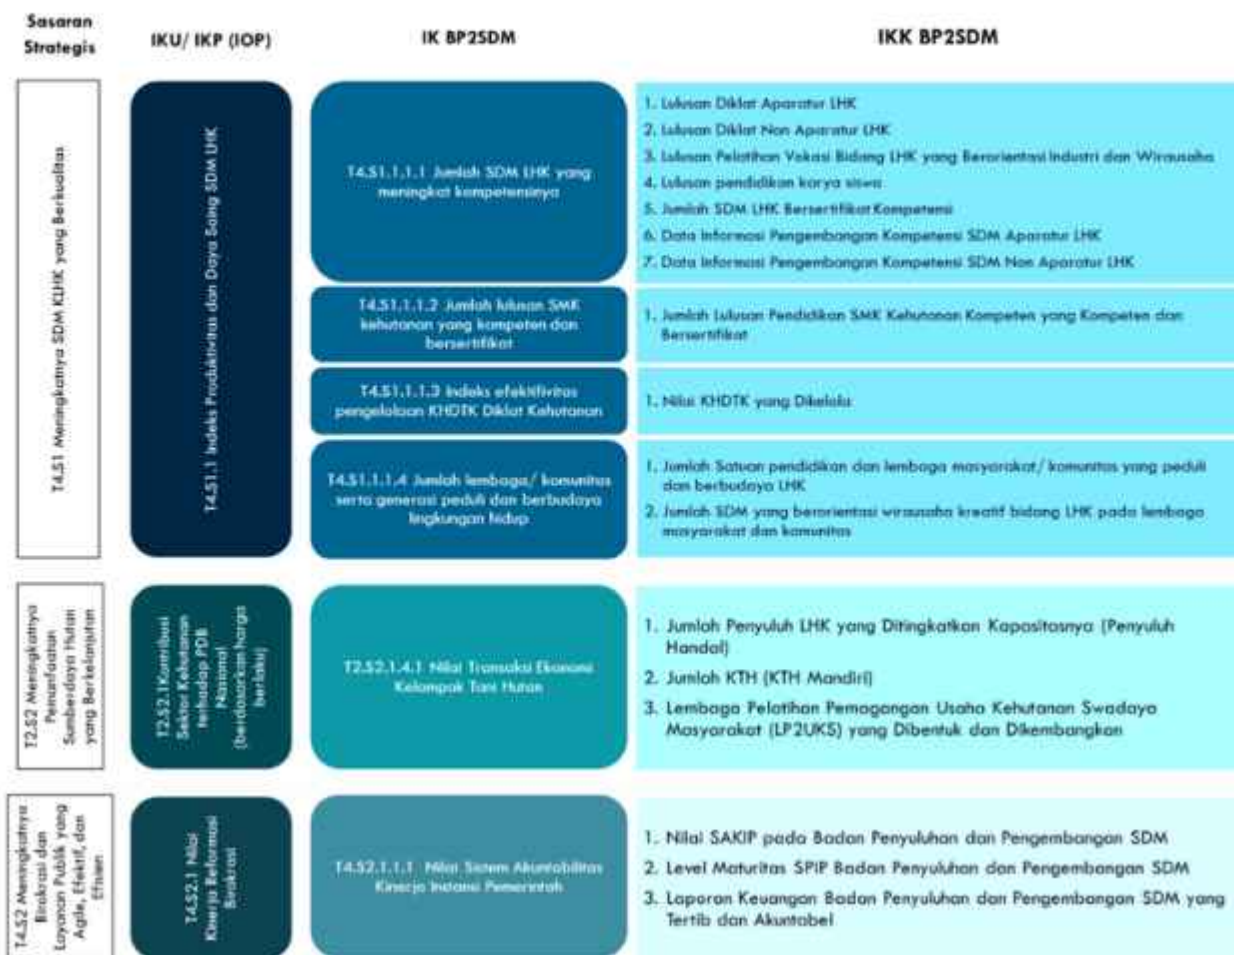 Sasaran
Strategis
IKU/ IKP (IOP)
IK BP2SDM
IKK BP2SDM
T4.S1 Meningkatnya SDM KLHK yang Berkualitas
T4.S1.1 Indeks Produktivitas dan Daya Saing SDM LHK
T4.S1.1.1.1 Jumlah SDM LHK yang
meningkat kompetensinya
1. Lulusan Diklat Aparatur LHK
2. Lulusan Diklat Non Aparatur LHK
3. Lulusan Pelatihan Vokasi Bidang LHK yang Berorientasi Industri dan Wirausaha
4. Lulusan pendidikan karya siswa
5. Jumlah SDM LHK Bersertifikat Kompetensi
6. Data Informasi Pengembangan Kompetensi SDM Aparatur LHK
7. Data Informasi Pengembangan Kompetensi SDM Non Aparatur LHK
T4.S1.1.1.2 Jumlah lulusan SMK
kehutanan yang kompeten dan
bersertifikat
1. Jumlah Lulusan Pendidikan SMK Kehutanan Kompeten yang Kompeten dan
Bersertifikat
T4.S1.1.1.3 Indeks efektifivitas
pengelolaan KHDTK Diklat Kehutanan
1. Nilai KHDTK yang Dikelola
T4.S1.1.1.4 Jumlah lembaga/ komunitas
serta generasi peduli dan berbudaya
lingkungan hidup
1. Jumlah Satuan pendidikan dan lembaga masyarakat/ komunitas yang peduli
dan berbudaya LHK
2. Jumlah SDM yang berorientasi wirausaha kreatif bidang LHK pada lembaga
masyarakat dan komunitas
T2.S2 Meningkatnya
Pemanfaatan
Sumberdaya Hutan
yang Berkelanjutan
T2.S2.1Kontribusi
Sektor Kehutanan
terhadap PDB
Nasional
(berdasarkan harga
berlaku)
T2.S2.1.4.1 Nilai Transaksi Ekonomi
Kelompok Tani Hutan
1. Jumlah Penyuluh LHK yang Ditingkatkan Kapasitasnya (Penyuluh
Handal)
2. Jumlah KTH (KTH Mandiri)
3. Lembaga Pelatihan Pemagangan Usaha Kehutanan Swadaya
Masyarakat (LP2UKS) yang Dibentuk dan Dikembangkan
T4.S2 Meningkatnya
Birokrasi dan
Layanan Publik yang
Agile, Efektif, dan
Efisien
T4.S2.1 Nilai
Kinerja Reformasi
Birokrasi
T4.S2.1.1.1 Nilai Sistem Akuntabilitas
Kinerja Instansi Pemerintah
1. Nilai SAKIP pada Badan Penyuluhan dan Pengembangan SDM
2. Level Maturitas SPIP Badan Penyuluhan dan Pengembangan SDM
3. Laporan Keuangan Badan Penyuluhan dan Pengembangan SDM yang
Tertib dan Akuntabel